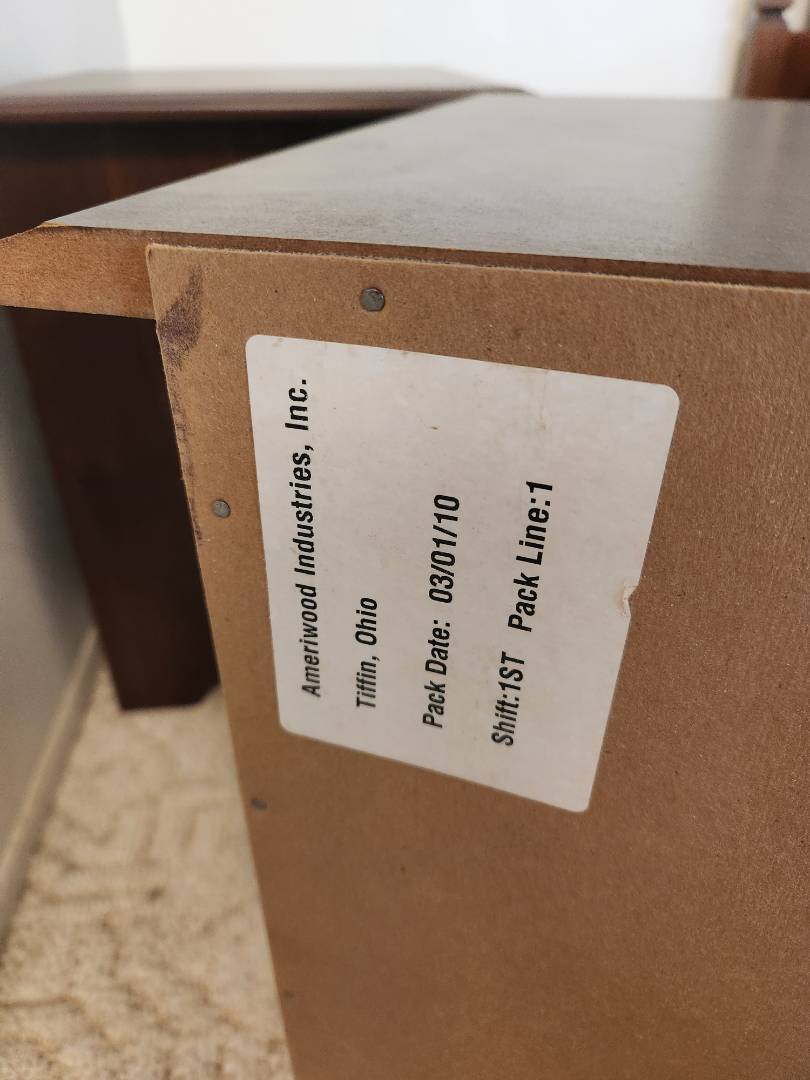 Ameriwood Industries, Inc.
Tiffin, Ohio
Pack Date: 03/01/10
Shift:1ST Pack Line:1